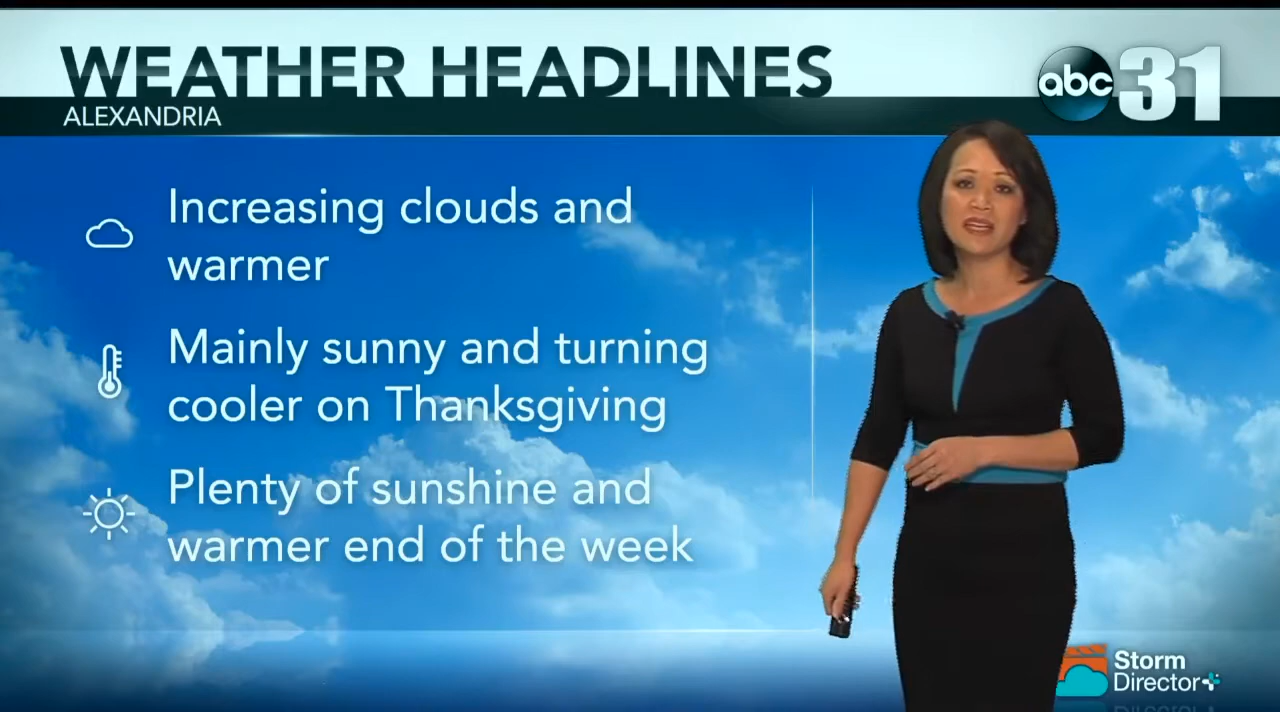 WEATHER HEADLINES
abc 31
ALEXANDRIA
Increasing clouds and
warmer
Mainly sunny and turning
cooler on Thanksgiving
Plenty of sunshine and
warmer end of the week
Storm
Director+